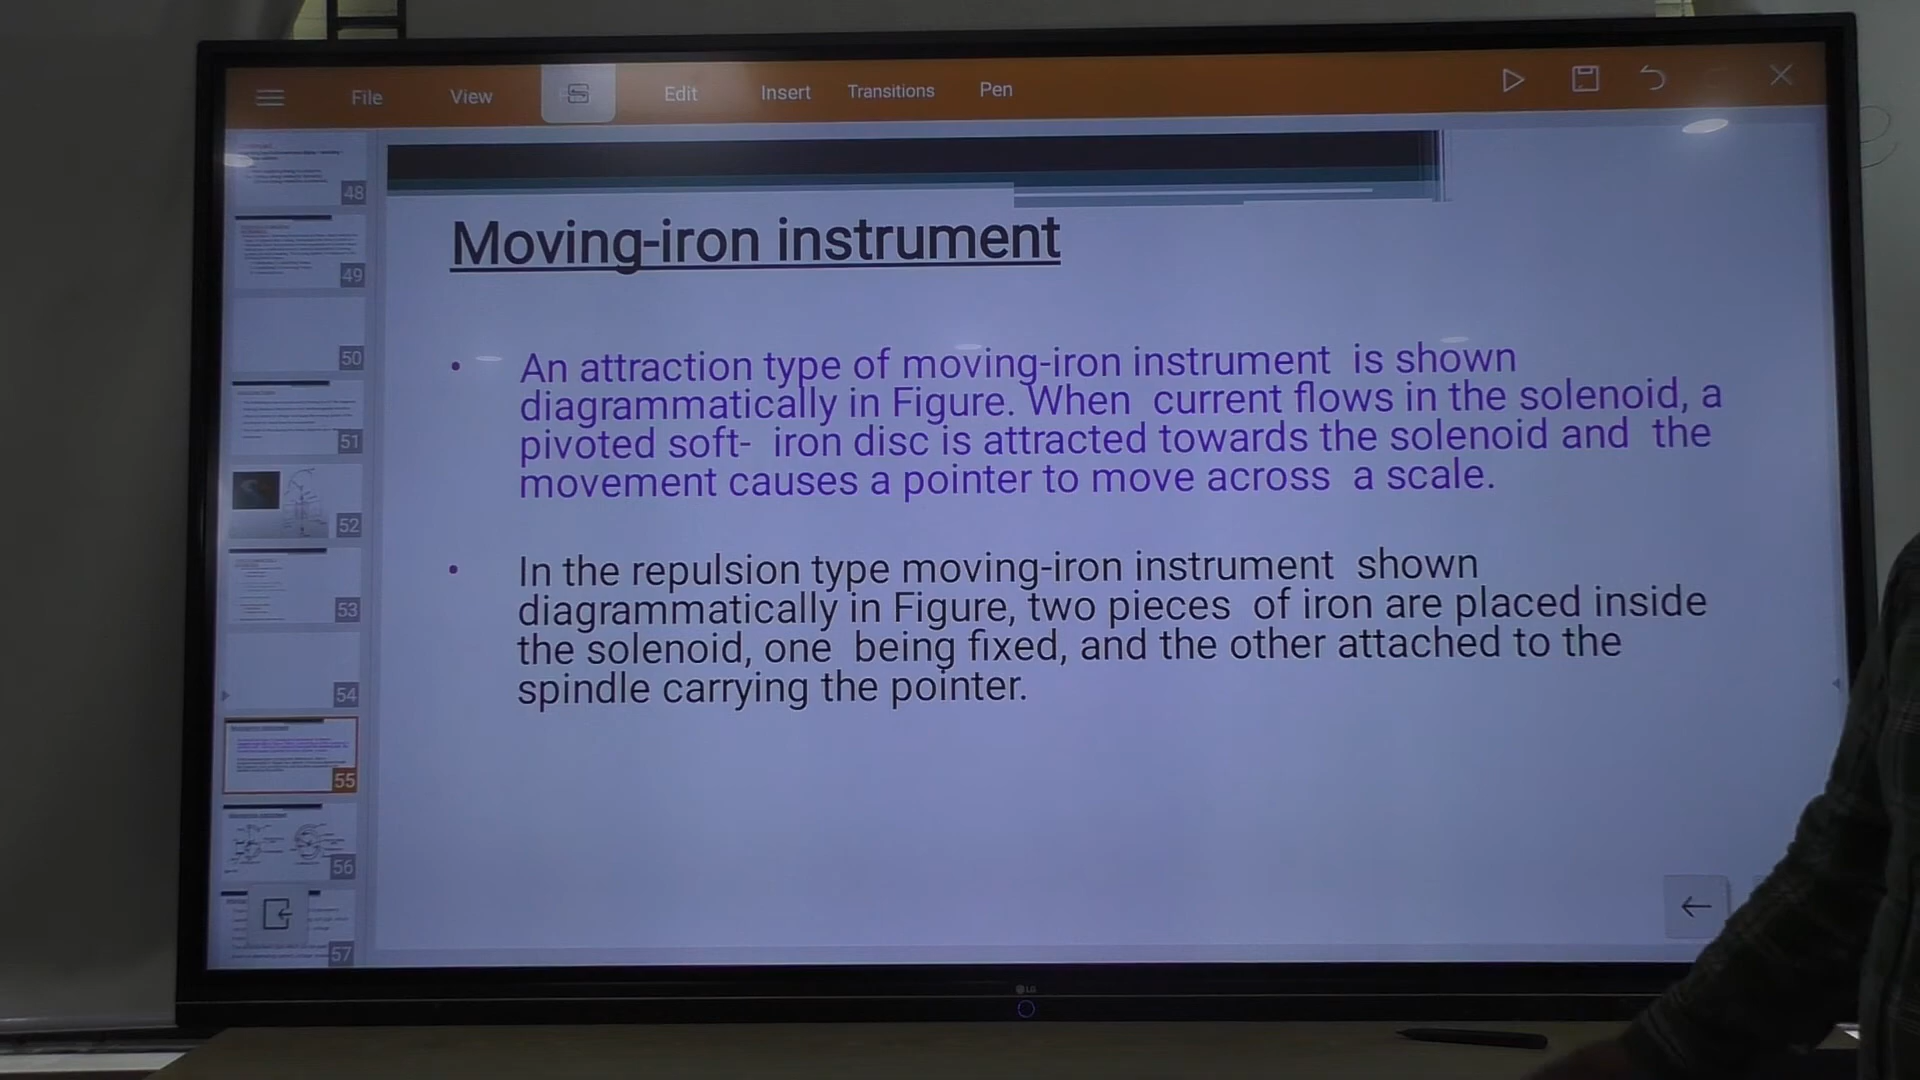 File View Edit Insert Transitions Pen
48
49
50
51
52
53
54
55
56
57
Moving-iron instrument
• An attraction type of moving-iron instrument is shown
diagrammatically in Figure. When current flows in the solenoid, a
pivoted soft- iron disc is attracted towards the solenoid and the
movement causes a pointer to move across a scale.
• In the repulsion type moving-iron instrument shown
diagrammatically in Figure, two pieces of iron are placed inside
the solenoid, one being fixed, and the other attached to the
spindle carrying the pointer.
LG